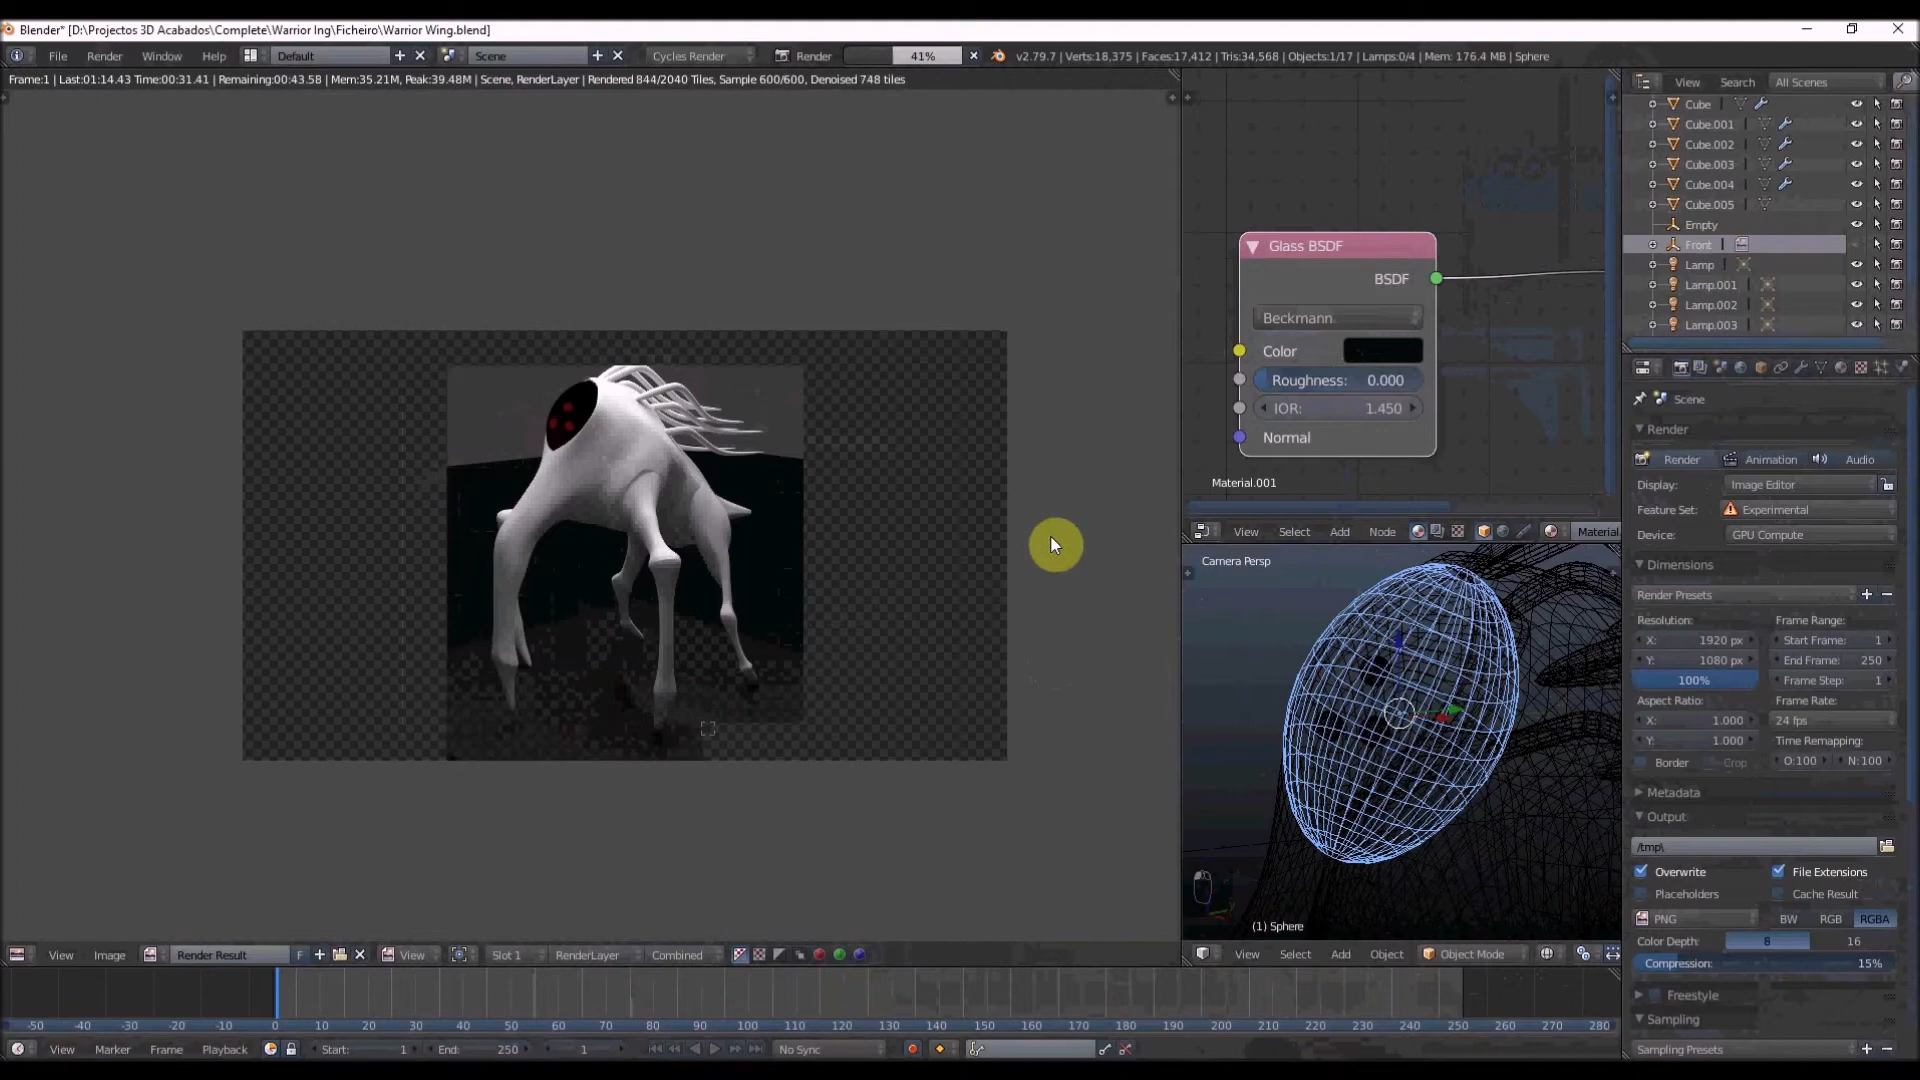 Blender* [D:\Projectos 3D Acabados\Complete\Warrior Ing\Ficheiro\Warrior Wing.blend]
File Render Window Help Default Scene Cycles Render Render 41% v2.79.7 | Verts:18,375 | Faces:17,412 | Tris:34,568 | Objects:1/17 | Lamps:0/4 | Mem: 176.4 MB | Sphere
Frame:1 | Last:01:14.43 Time:00:31.41 | Remaining:00:43.58 | Mem:35.21M, Peak:39.48M | Scene, RenderLayer | Rendered 844/2040 Tiles, Sample 600/600, Denoised 748 tiles
View Search All Scenes
Cube
Cube.001
Cube.002
Cube.003
Cube.004
Cube.005
Empty
Front
Lamp
Lamp.001
Lamp.002
Lamp.003
Glass BSDF
BSDF
Beckmann
Color
Roughness: 0.000
IOR: 1.450
Normal
Material.001
View Select Add Node Material
Camera Persp
(1) Sphere
View Select Add Object Object Mode
Scene
Render
Render Animation Audio
Display: Image Editor
Feature Set: Experimental
Device: GPU Compute
Dimensions
Render Presets
Resolution: Frame Range:
X: 1920 px Start Frame: 1
Y: 1080 px End Frame: 250
100% Frame Step: 1
Aspect Ratio: Frame Rate:
X: 1.000 24 fps
Y: 1.000 Time Remapping:
Border Crop O:100 N:100
Metadata
Output
/tmp\
Overwrite File Extensions
Placeholders Cache Result
PNG BW RGB RGBA
Color Depth: 8 16
Compression: 15%
Freestyle
Sampling
Sampling Presets
View Image Render Result F View Slot 1 RenderLayer Combined
-50 -40 -30 -20 -10 0 10 20 30 40 50 60 70 80 90 100 110 120 130 140 150 160 170 180 190 200 210 220 230 240 250 260 270 280
View Marker Frame Playback Start: 1 End: 250 1 No Sync